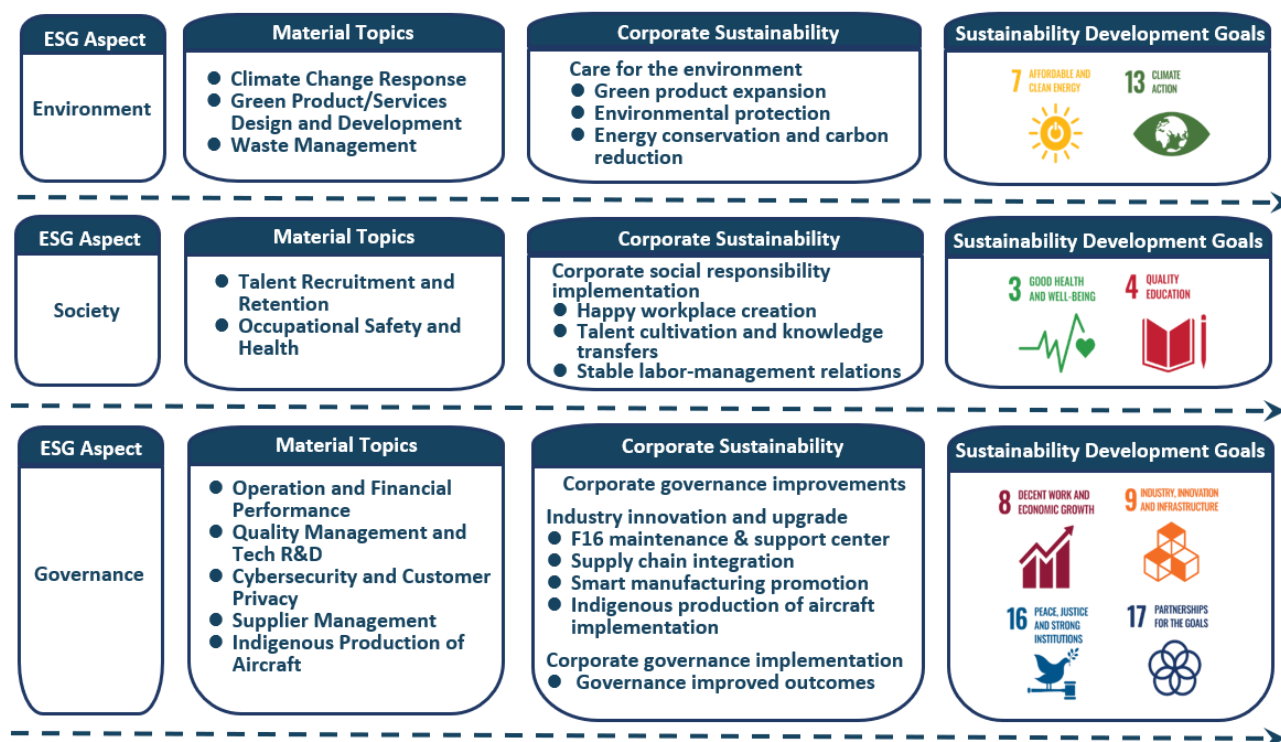 ESG Aspect
Environment
Material Topics
● Climate Change Response
● Green Product/Services
Design and Development
● Waste Management
Corporate Sustainability
Care for the environment
● Green product expansion
● Environmental protection
● Energy conservation and carbon
reduction
Sustainability Development Goals
7 AFFORDABLE AND
CLEAN ENERGY
13 CLIMATE
ACTION
ESG Aspect
Society
Material Topics
● Talent Recruitment and
Retention
● Occupational Safety and
Health
Corporate Sustainability
Corporate social responsibility
implementation
● Happy workplace creation
● Talent cultivation and knowledge
transfers
● Stable labor-management relations
Sustainability Development Goals
3 GOOD HEALTH
AND WELL-BEING
4 QUALITY
EDUCATION
ESG Aspect
Governance
Material Topics
● Operation and Financial
Performance
● Quality Management and
Tech R&D
● Cybersecurity and Customer
Privacy
● Supplier Management
● Indigenous Production of
Aircraft
Corporate Sustainability
Corporate governance improvements
Industry innovation and upgrade
● F16 maintenance & support center
● Supply chain integration
● Smart manufacturing promotion
● Indigenous production of aircraft
implementation
Corporate governance implementation
● Governance improved outcomes
Sustainability Development Goals
8 DECENT WORK AND
ECONOMIC GROWTH
9 INDUSTRY, INNOVATION
AND INFRASTRUCTURE
16 PEACE, JUSTICE
AND STRONG
INSTITUTIONS
17 PARTNERSHIPS
FOR THE GOALS